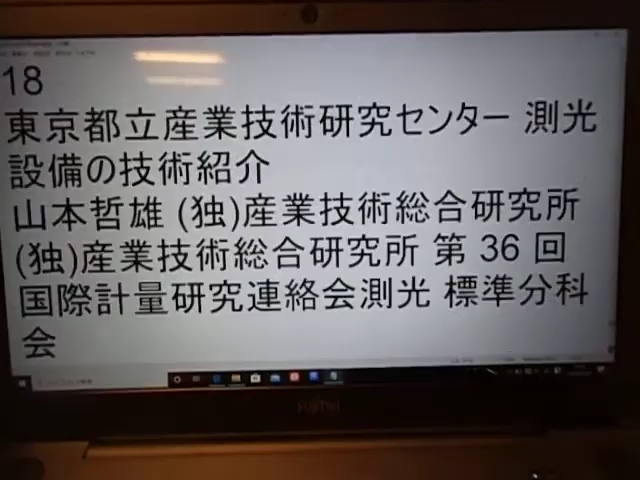 18
東京都立産業技術研究センター 測光
設備の技術紹介
山本哲雄 (独)産業技術総合研究所
(独)産業技術総合研究所 第 36 回
国際計量研究連絡会測光 標準分科
会
FUJITSU